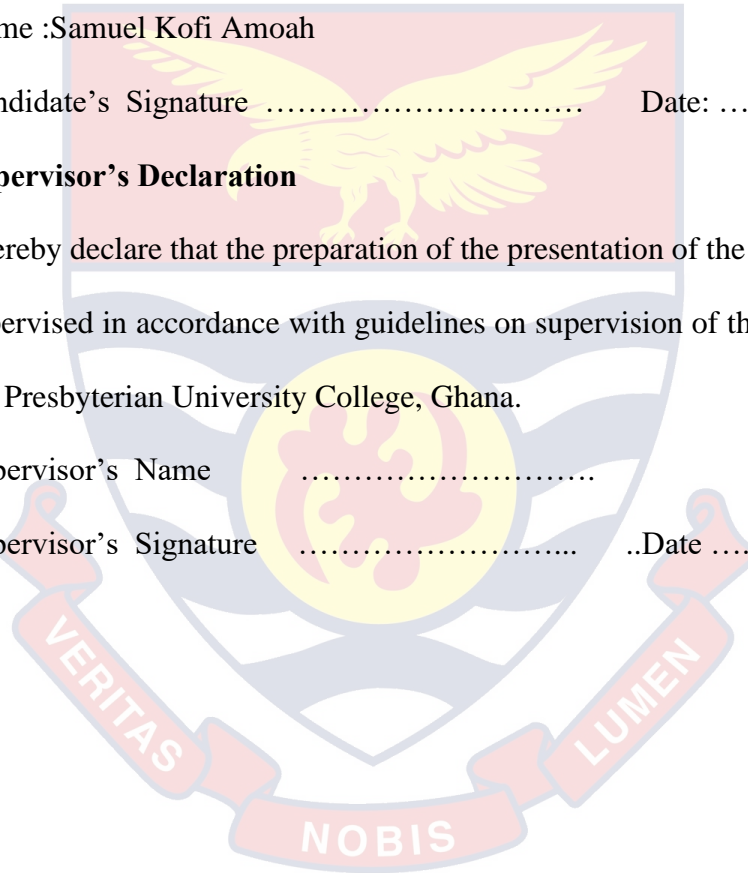 me :Samuel Kofi Amoah
ndidate's Signature …………………………. Date: …
pervisor's Declaration
ereby declare that the preparation of the presentation of the
pervised in accordance with guidelines on supervision of th
Presbyterian University College, Ghana.
pervisor's Name ……………………….
pervisor's Signature ……………………... ..Date ….
VERITAS
NOBIS
LUMEN